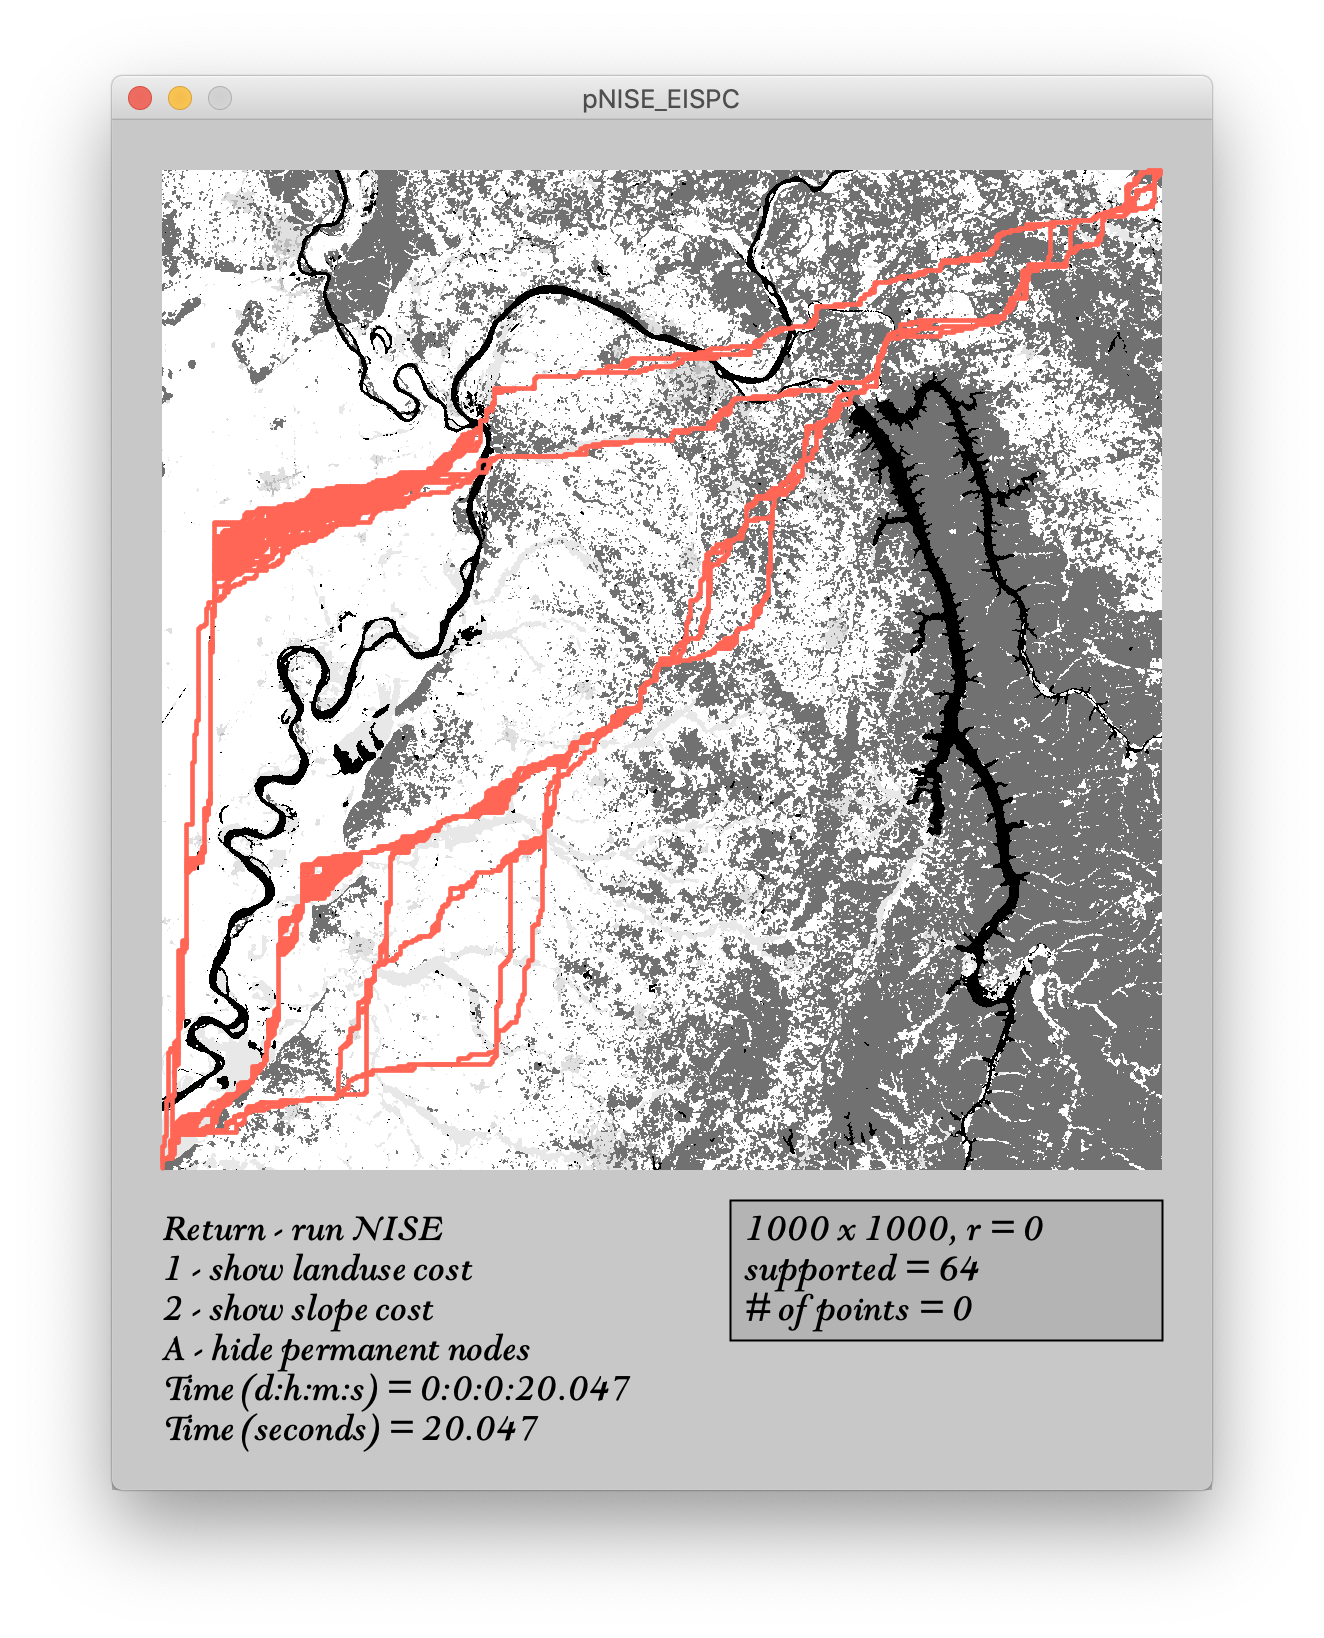 pNISE_EISPC
Return - run NISE
1 - show landuse cost
2 - show slope cost
A - hide permanent nodes
Time (d:h:m:s) = 0:0:0:20.047
Time (seconds) = 20.047
1000 x 1000, r = 0
supported = 64
# of points = 0